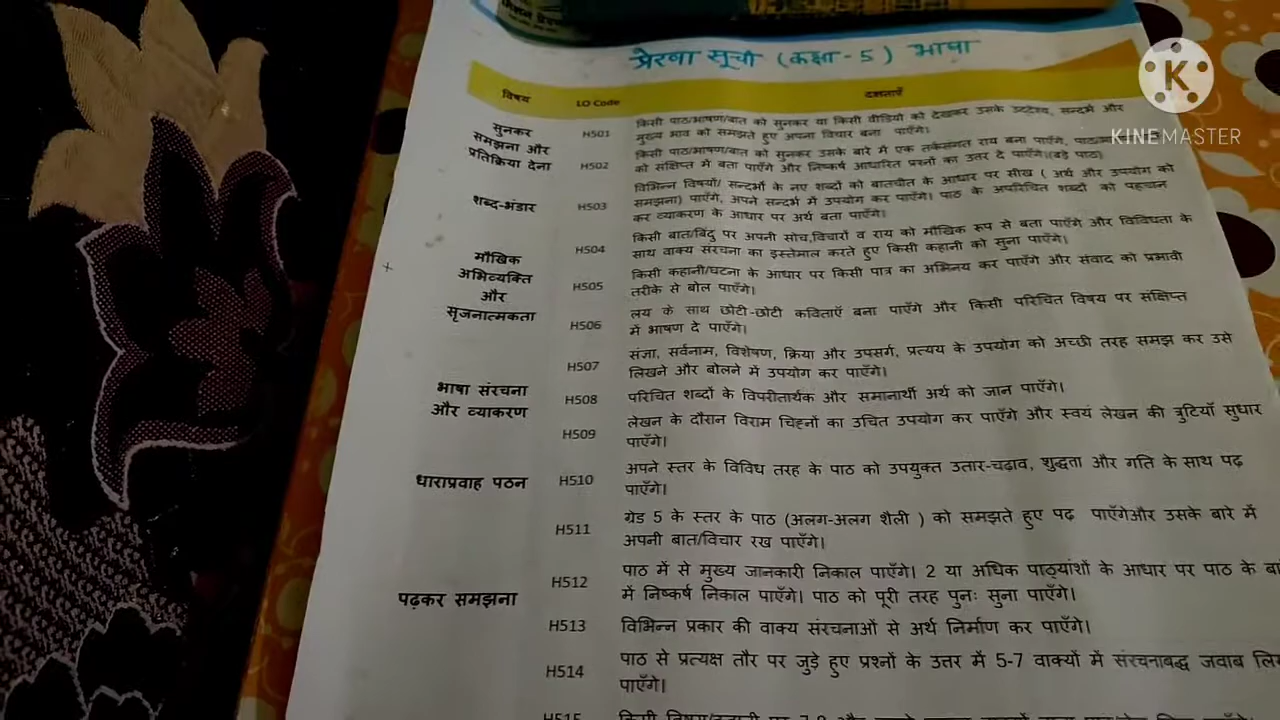 प्रेरणा सूची (कक्षा - 5) भाषा
KINEMASTER
विषय LO Code दक्षताएँ
सुनकर समझना और प्रतिक्रिया देना
H501 किसी पाठ/भाषण/बात को सुनकर या किसी वीडियो को देखकर उसके उद्देश्य, सन्दर्भ और
मुख्य भाव को समझते हुए अपना विचार बना पाएँगे।
H502 किसी पाठ/भाषण/बात को सुनकर उसके बारे में एक तर्कसंगत राय बना पाएँगे,
को संक्षिप्त में बता पाएँगे और निष्कर्ष आधारित प्रश्नों का उतर दे पाएँगे।(बड़े पाठ)
शब्द-भंडार
H503 विभिन्न विषयों/ सन्दर्भों के नए शब्दों को बातचीत के आधार पर सीख ( अर्थ और उपयोग को
समझना) पाएँगे, अपने सन्दर्भ में उपयोग कर पाएँगे। पाठ के अपरिचित शब्दों को पहचान
कर व्याकरण के आधार पर अर्थ बता पाएँगे।
मौखिक अभिव्यक्ति और सृजनात्मकता
H504 किसी बात/बिंदु पर अपनी सोच,विचारों व राय को मौखिक रूप से बता पाएँगे और विविधता के
साथ वाक्य संरचना का इस्तेमाल करते हुए किसी कहानी को सुना पाएँगे।
H505 किसी कहानी/घटना के आधार पर किसी पात्र का अभिनय कर पाएँगे और संवाद को प्रभावी
तरीके से बोल पाएँगे।
H506 लय के साथ छोटी-छोटी कविताएँ बना पाएँगे और किसी परिचित विषय पर संक्षिप्त
में भाषण दे पाएँगे।
भाषा संरचना और व्याकरण
H507 संज्ञा, सर्वनाम, विशेषण, क्रिया और उपसर्ग, प्रत्यय के उपयोग को अच्छी तरह समझ कर उसे
लिखने और बोलने में उपयोग कर पाएँगे।
H508 परिचित शब्दों के विपरीतार्थक और समानार्थी अर्थ को जान पाएँगे।
H509 लेखन के दौरान विराम चिह्नों का उचित उपयोग कर पाएँगे और स्वयं लेखन की त्रुटियाँ सुधार
पाएँगे।
धाराप्रवाह पठन
H510 अपने स्तर के विविध तरह के पाठ को उपयुक्त उतार-चढ़ाव, शुद्धता और गति के साथ पढ़
पाएँगे।
पढ़कर समझना
H511 ग्रेड 5 के स्तर के पाठ (अलग-अलग शैली ) को समझते हुए पढ़ पाएँगेऔर उसके बारे में
अपनी बात/विचार रख पाएँगे।
H512 पाठ में से मुख्य जानकारी निकाल पाएँगे। 2 या अधिक पाठ्यांशों के आधार पर पाठ के
में निष्कर्ष निकाल पाएँगे। पाठ को पूरी तरह पुनः सुना पाएँगे।
H513 विभिन्न प्रकार की वाक्य संरचनाओं से अर्थ निर्माण कर पाएँगे।
H514 पाठ से प्रत्यक्ष तौर पर जुड़े हुए प्रश्नों के उत्तर में 5-7 वाक्यों में संरचनाबद्ध जवाब
पाएँगे।
H515